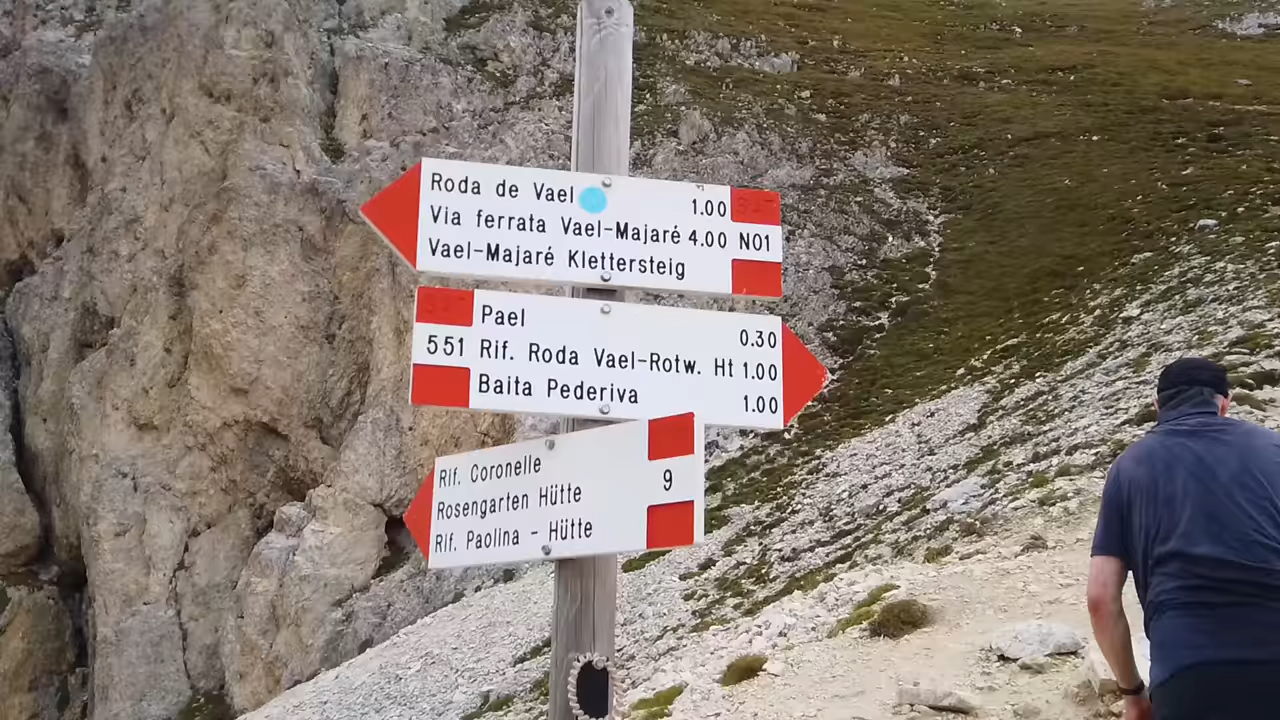 Roda de Vael 1.00
Via ferrata Vael-Majaré 4.00 N01
Vael-Majaré Klettersteig
Pael 0.30
551 Rif. Roda Vael-Rotw. Ht 1.00
Baita Pederiva 1.00
Rif. Coronelle
Rosengarten Hütte 9
Rif. Paolina - Hütte